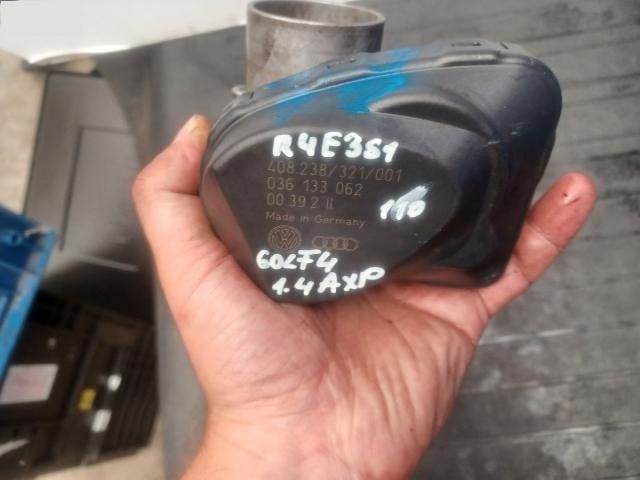 R4E3S1
408.238/321/001
036 133 062
00 39 2 II
110
Made in Germany
GOLF4
1.4 AXP